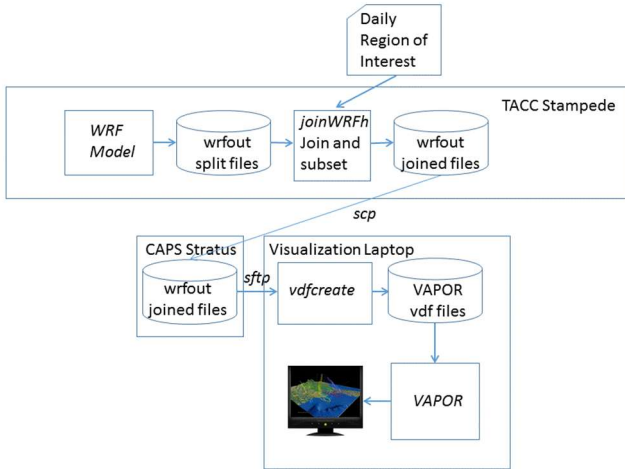 Daily
Region of
Interest
TACC Stampede
WRF
Model
wrfout
split files
joinWRFh
Join and
subset
wrfout
joined files
scp
CAPS Stratus
wrfout
joined files
sftp
Visualization Laptop
vdfcreate
VAPOR
vdf files
VAPOR